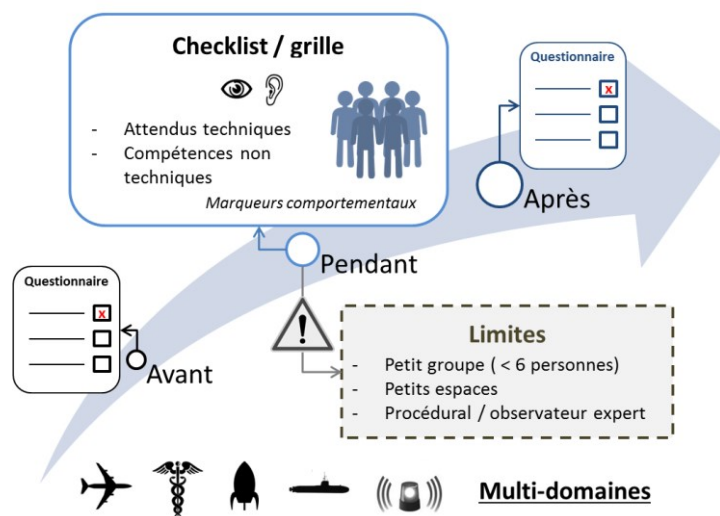 Checklist / grille
- Attendus techniques
- Compétences non
techniques
Marqueurs comportementaux
Questionnaire
x
Après
Pendant
Questionnaire
x
Avant
!
Limites
- Petit groupe ( < 6 personnes)
- Petits espaces
- Procédural / observateur expert
Multi-domaines